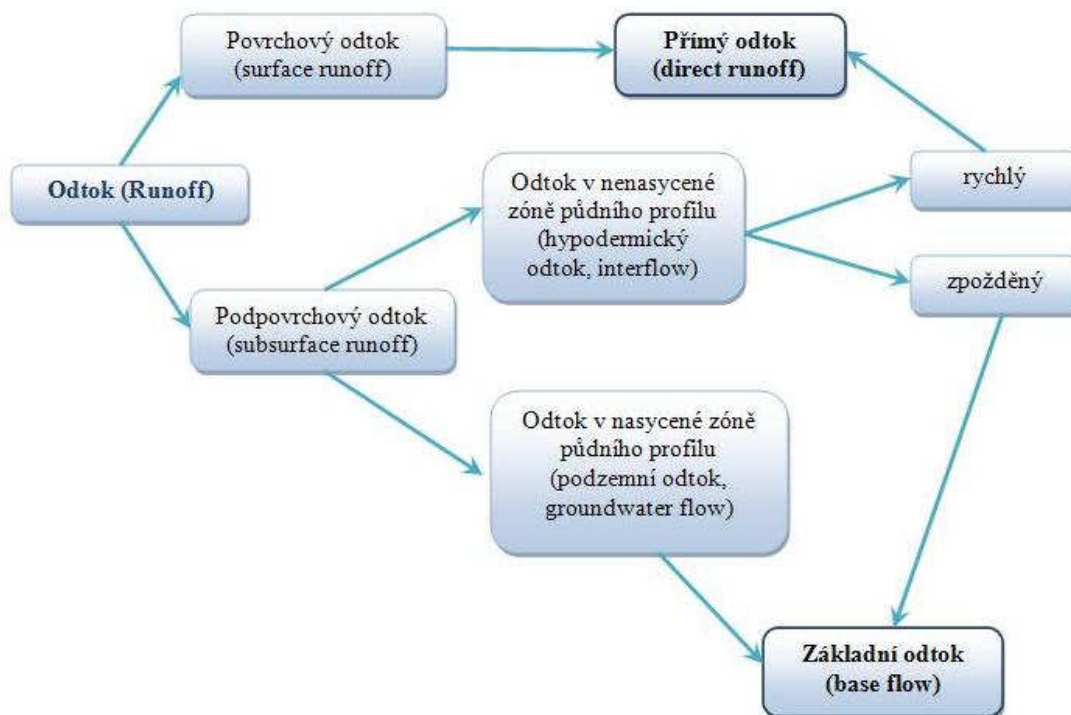 Povrchový odtok
(surface runoff)
Přímý odtok
(direct runoff)
Odtok (Runoff)
Odtok v nenasycené
zóně půdního profilu
(hypodermický
odtok, interflow)
rychlý
zpožděný
Podpovrchový odtok
(subsurface runoff)
Odtok v nasycené zóně
půdního profilu
(podzemní odtok,
groundwater flow)
Základní odtok
(base flow)